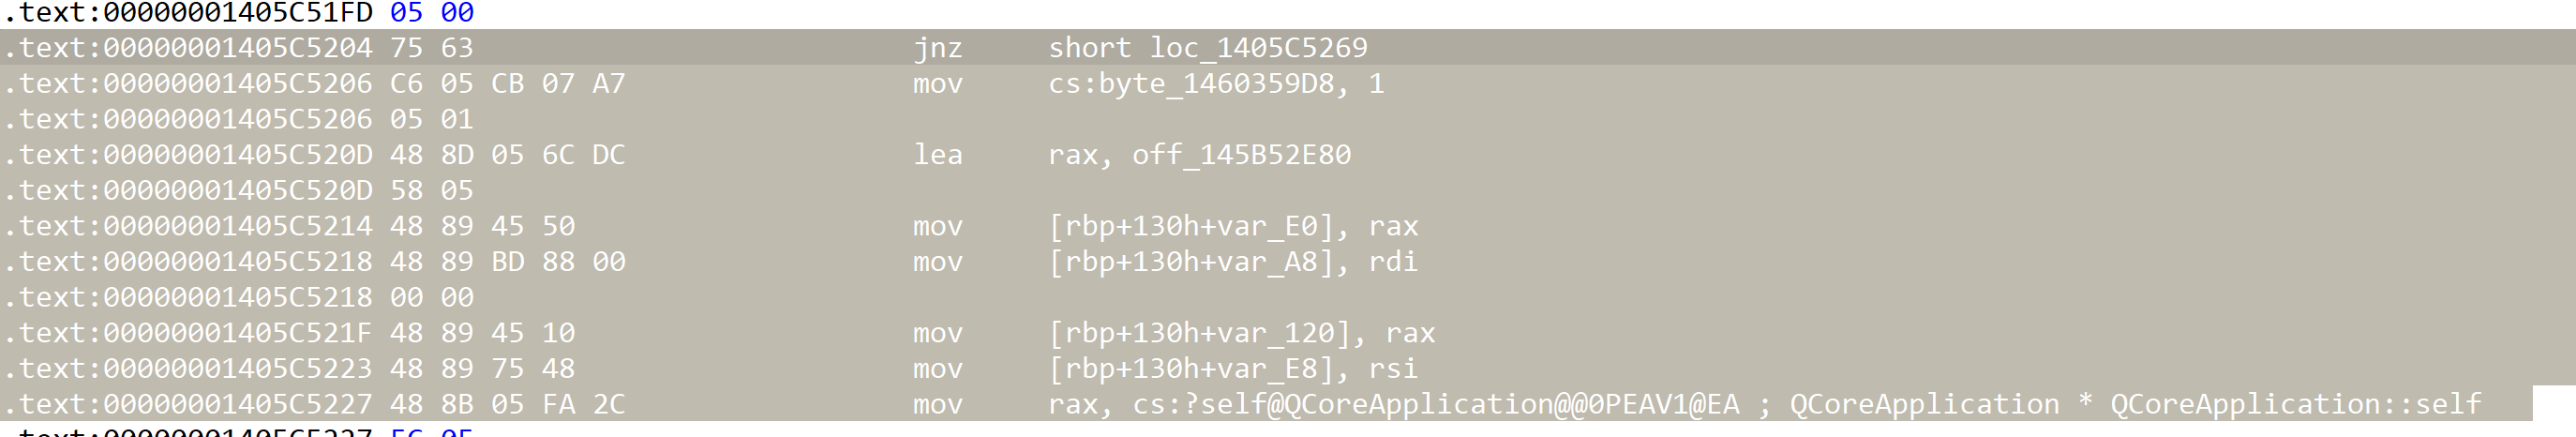 .text:00000001405C51FD 05 00
.text:00000001405C5204 75 63 jnz short loc_1405C5269
.text:00000001405C5206 C6 05 CB 07 A7 mov cs:byte_1460359D8, 1
.text:00000001405C5206 05 01
.text:00000001405C520D 48 8D 05 6C DC lea rax, off_145B52E80
.text:00000001405C520D 58 05
.text:00000001405C5214 48 89 45 50 mov [rbp+130h+var_E0], rax
.text:00000001405C5218 48 89 BD 88 00 mov [rbp+130h+var_A8], rdi
.text:00000001405C5218 00 00
.text:00000001405C521F 48 89 45 10 mov [rbp+130h+var_120], rax
.text:00000001405C5223 48 89 75 48 mov [rbp+130h+var_E8], rsi
.text:00000001405C5227 48 8B 05 FA 2C mov rax, cs:?self@QCoreApplication@@0PEAV1@EA ; QCoreApplication * QCoreApplication::self
.text:00000001405C5227